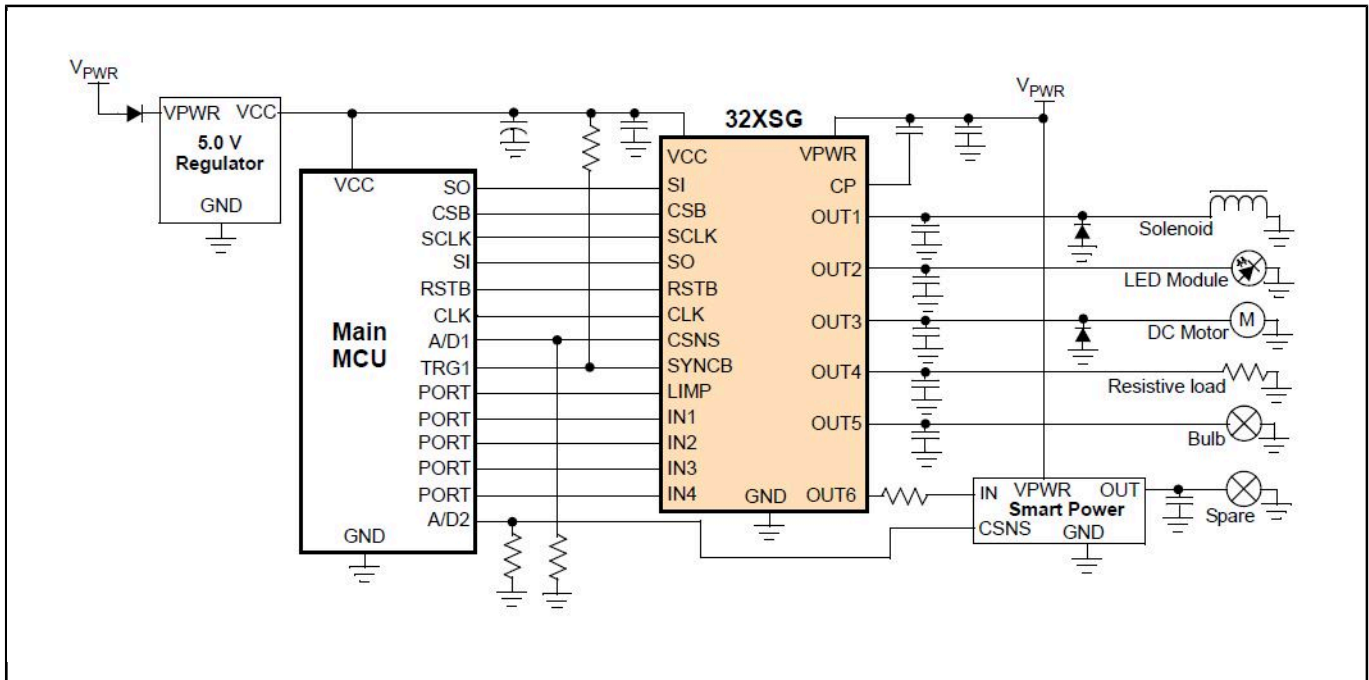 VPWR
VPWR VCC
5.0 V
Regulator
GND
VCC
SO
CSB
SCLK
SI
RSTB
CLK
A/D1
TRG1
PORT
PORT
PORT
PORT
PORT
A/D2
Main
MCU
GND
32XSG
VCC
SI
CSB
SCLK
SO
RSTB
CLK
CSNS
SYNCB
LIMP
IN1
IN2
IN3
IN4
GND
VPWR
CP
OUT1
OUT2
OUT3
OUT4
OUT5
OUT6
VPWR
Solenoid
LED Module
M
DC Motor
Resistive load
Bulb
IN VPWR OUT
Smart Power
CSNS GND
Spare